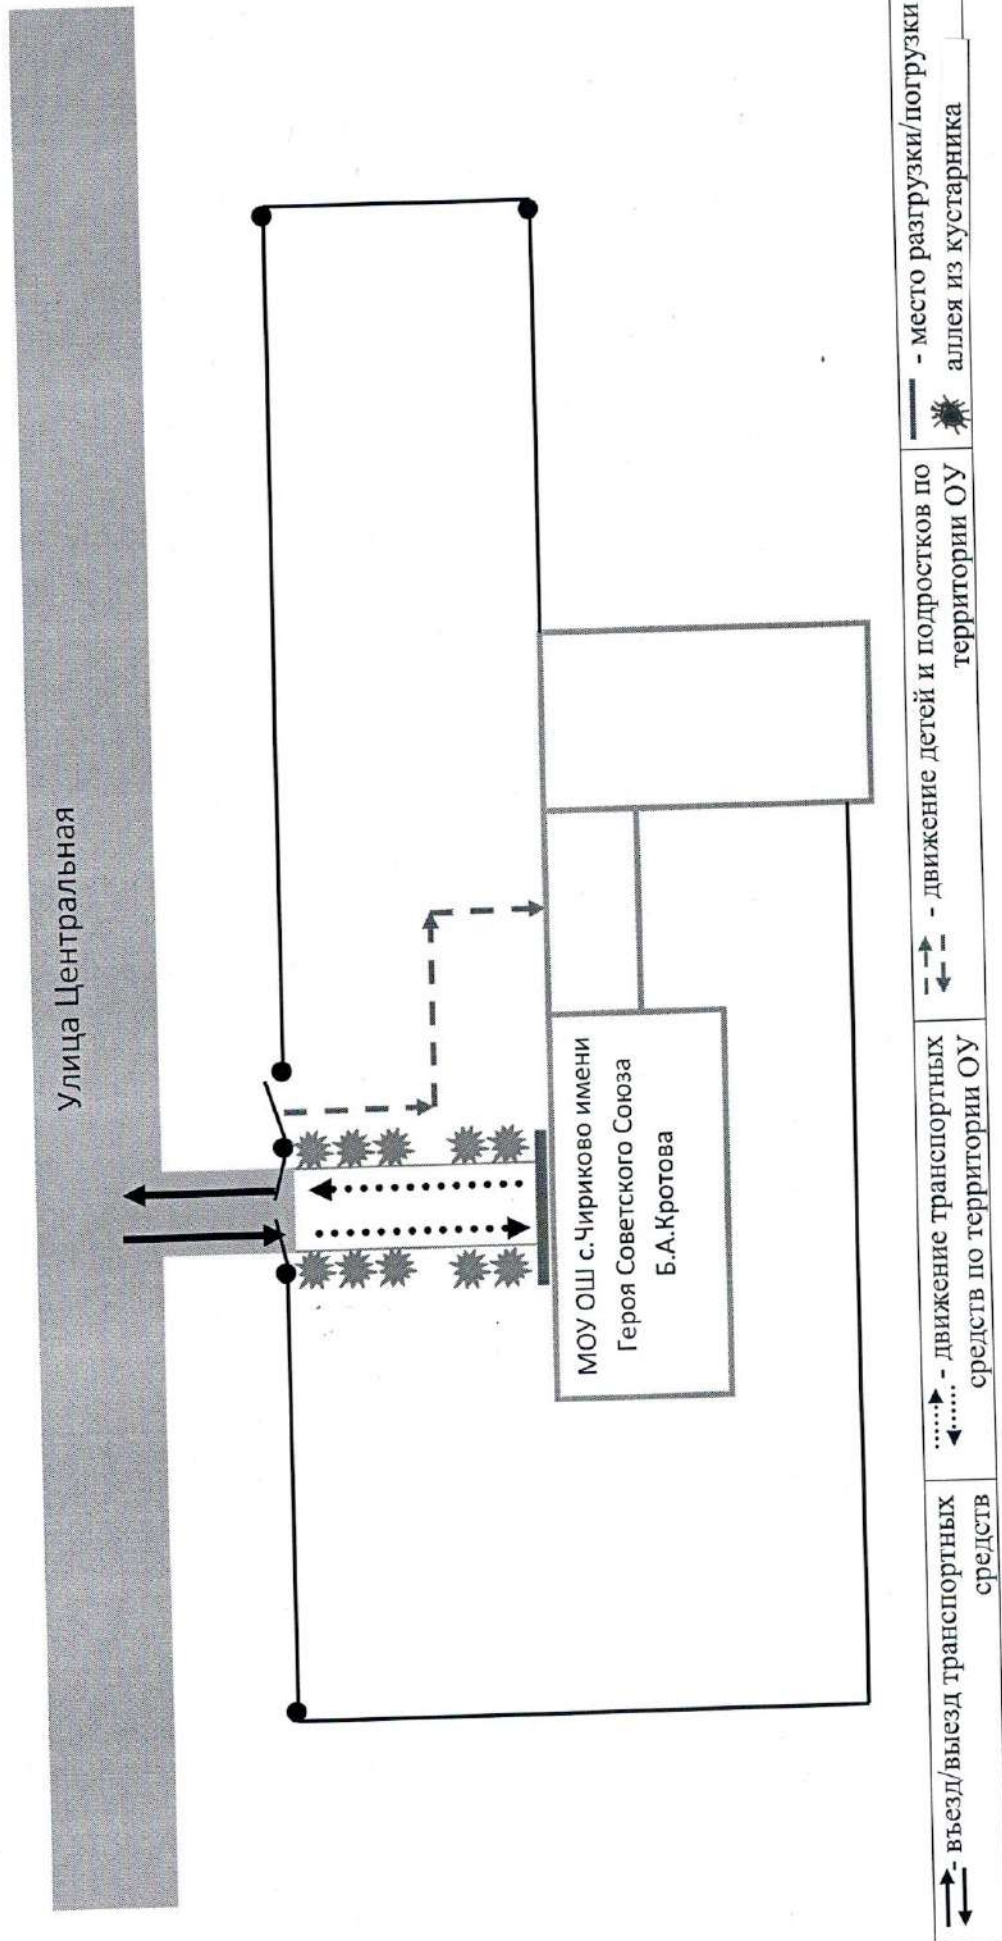 Улица Центральная
МОУ ОШ с.Чириково имени
Героя Советского Союза
Б.А.Кротова
- въезд/выезд транспортных
средств
- движение транспортных
средств по территории ОУ
- движение детей и подростков по
территории ОУ
- место разгрузки/погрузки
аллея из кустарника